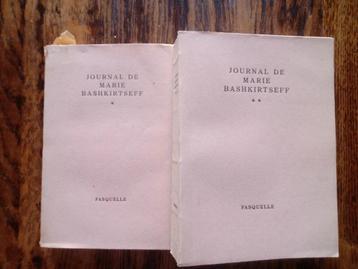 JOURNAL DE
MARIE
BASHKIRTSEFF
*
FASQUELLE
JOURNAL DE
MARIE
BASHKIRTSEFF
**
FASQUELLE